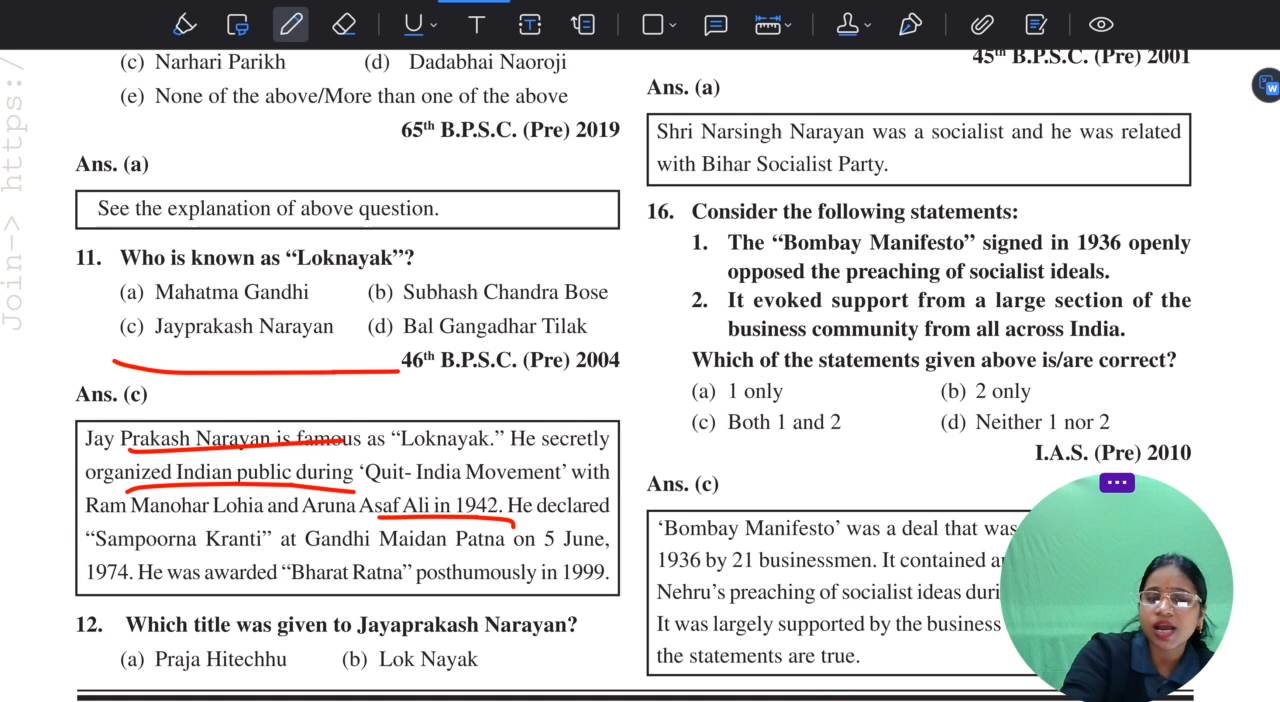 Join-> https:/
(c) Narhari Parikh (d) Dadabhai Naoroji
(e) None of the above/More than one of the above
65th B.P.S.C. (Pre) 2019
Ans. (a)
See the explanation of above question.
11. Who is known as “Loknayak”?
(a) Mahatma Gandhi (b) Subhash Chandra Bose
(c) Jayprakash Narayan (d) Bal Gangadhar Tilak
46th B.P.S.C. (Pre) 2004
Ans. (c)
Jay Prakash Narayan is famous as “Loknayak.” He secretly
organized Indian public during ‘Quit- India Movement’ with
Ram Manohar Lohia and Aruna Asaf Ali in 1942. He declared
“Sampoorna Kranti” at Gandhi Maidan Patna on 5 June,
1974. He was awarded “Bharat Ratna” posthumously in 1999.
12. Which title was given to Jayaprakash Narayan?
(a) Praja Hitechhu (b) Lok Nayak
45th B.P.S.C. (Pre) 2001
Ans. (a)
Shri Narsingh Narayan was a socialist and he was related
with Bihar Socialist Party.
16. Consider the following statements:
1. The “Bombay Manifesto” signed in 1936 openly
opposed the preaching of socialist ideals.
2. It evoked support from a large section of the
business community from all across India.
Which of the statements given above is/are correct?
(a) 1 only (b) 2 only
(c) Both 1 and 2 (d) Neither 1 nor 2
I.A.S. (Pre) 2010
Ans. (c)
‘Bombay Manifesto’ was a deal that was
1936 by 21 businessmen. It contained
Nehru’s preaching of socialist ideas
It was largely supported by the business
the statements are true.